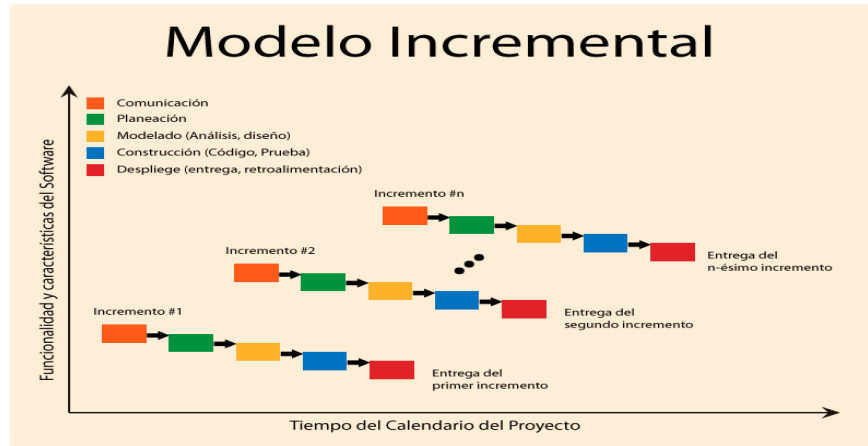 Modelo Incremental
Comunicación
Planeación
Modelado (Análisis, diseño)
Construcción (Código, Prueba)
Despliege (entrega, retroalimentación)
Funcionalidad y características del Software
Incremento #n
Entrega del
n-ésimo incremento
Incremento #2
Entrega del
segundo incremento
Incremento #1
Entrega del
primer incremento
Tiempo del Calendario del Proyecto